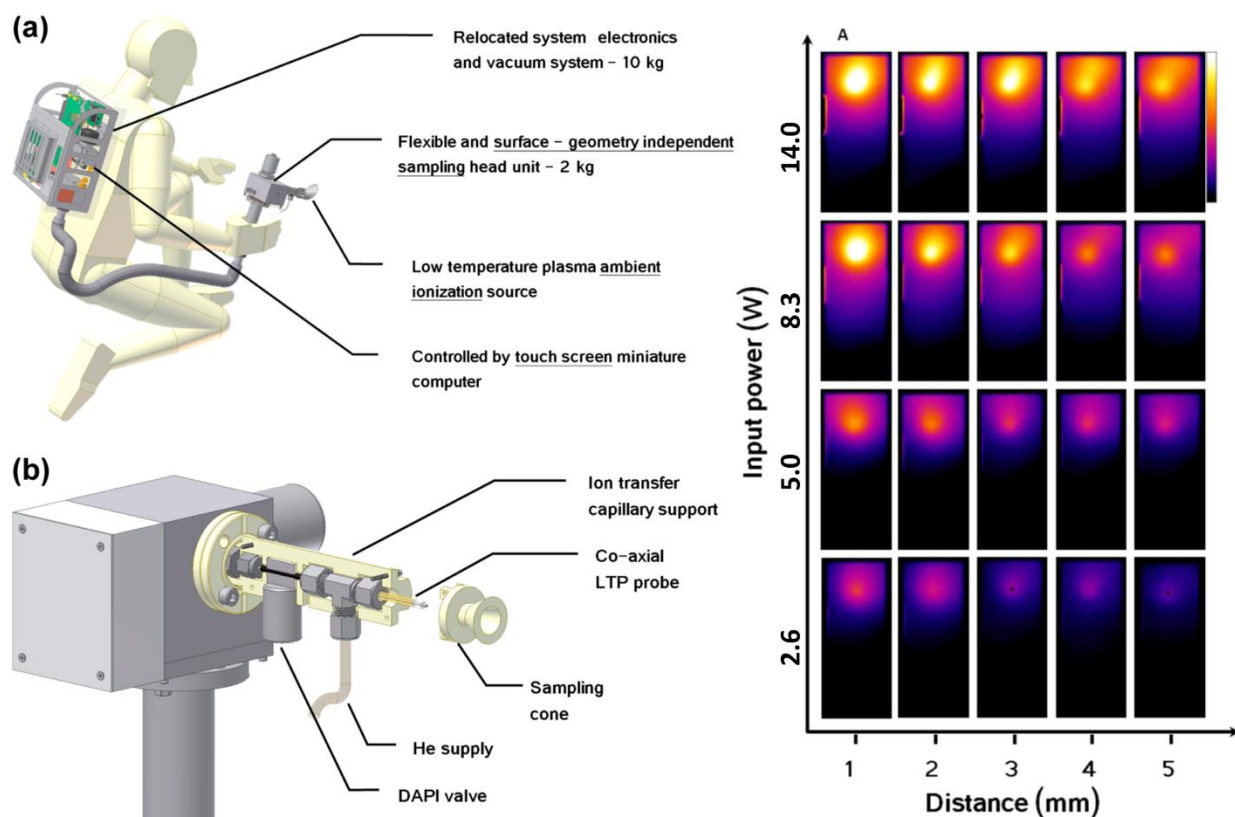 (a)
Relocated system electronics
and vacuum system – 10 kg
Flexible and surface – geometry independent
sampling head unit – 2 kg
Low temperature plasma ambient
ionization source
Controlled by touch screen miniature
computer
(b)
Ion transfer
capillary support
Co–axial
LTP probe
Sampling
cone
He supply
DAPI valve
A
Input power (W)
14.0
8.3
5.0
2.6
1 2 3 4 5
Distance (mm)